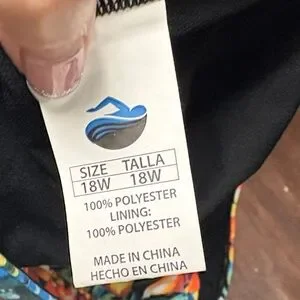 SIZE TALLA
18W 18W
100% POLYESTER
LINING:
100% POLYESTER
MADE IN CHINA
HECHO EN CHINA